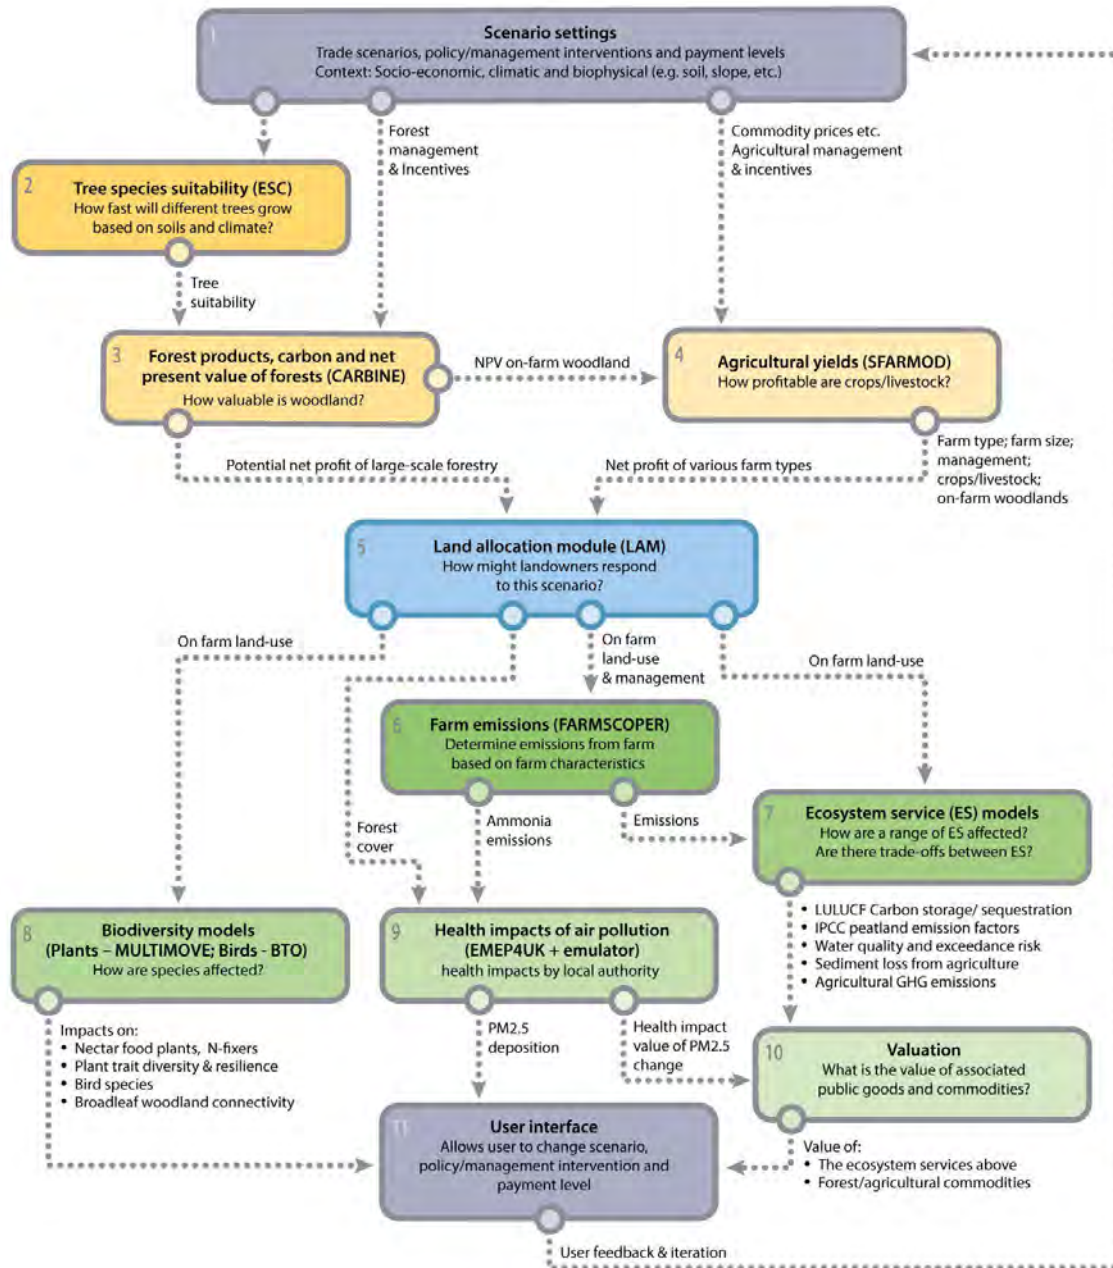 1
Scenario settings
Trade scenarios, policy/management interventions and payment levels
Context: Socio-economic, climatic and biophysical (e.g. soil, slope, etc.)
Forest
management
& Incentives
Commodity prices etc.
Agricultural management
& incentives
2
Tree species suitability (ESC)
How fast will different trees grow
based on soils and climate?
Tree
suitability
3
Forest products, carbon and net
present value of forests (CARBINE)
How valuable is woodland?
NPV on-farm woodland
4
Agricultural yields (SFARMOD)
How profitable are crops/livestock?
Potential net profit of large-scale forestry
Net profit of various farm types
Farm type; farm size;
management;
crops/livestock;
on-farm woodlands
5
Land allocation module (LAM)
How might landowners respond
to this scenario?
On farm land-use
On farm
land-use
& management
On farm land-use
6
Farm emissions (FARMSCOPER)
Determine emissions from farm
based on farm characteristics
Forest
cover
Ammonia
emissions
Emissions
7
Ecosystem service (ES) models
How are a range of ES affected?
Are there trade-offs between ES?
• LULUCF Carbon storage/ sequestration
• IPCC peatland emission factors
• Water quality and exceedance risk
• Sediment loss from agriculture
• Agricultural GHG emissions
8
Biodiversity models
(Plants – MULTIMOVE; Birds - BTO)
How are species affected?
9
Health impacts of air pollution
(EMEP4UK + emulator)
health impacts by local authority
Impacts on:
• Nectar food plants, N-fixers
• Plant trait diversity & resilience
• Bird species
• Broadleaf woodland connectivity
PM2.5
deposition
Health impact
value of PM2.5
change
10
Valuation
What is the value of associated
public goods and commodities?
11
User interface
Allows user to change scenario,
policy/management intervention and
payment level
Value of:
• The ecosystem services above
• Forest/agricultural commodities
User feedback & iteration